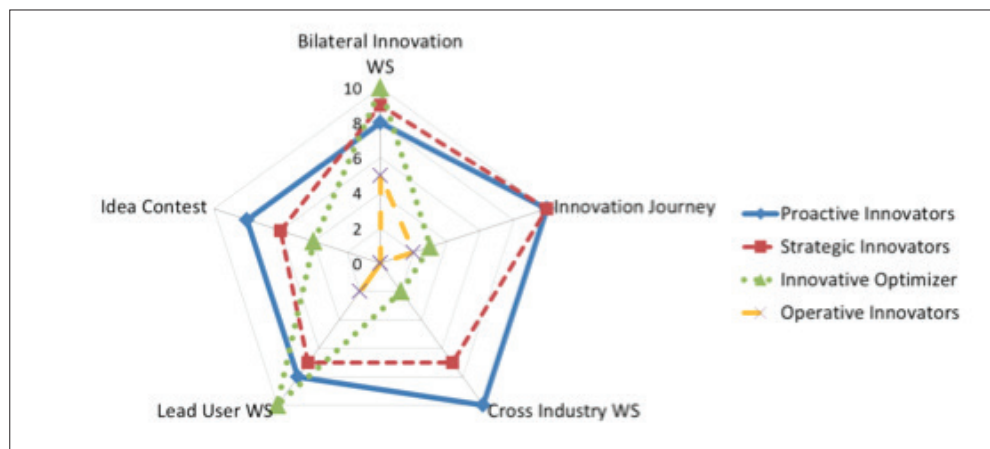 Bilateral Innovation
WS
10
8
6
4
2
0
Idea Contest
Innovation Journey
Lead User WS
Cross Industry WS
Proactive Innovators
Strategic Innovators
Innovative Optimizer
Operative Innovators